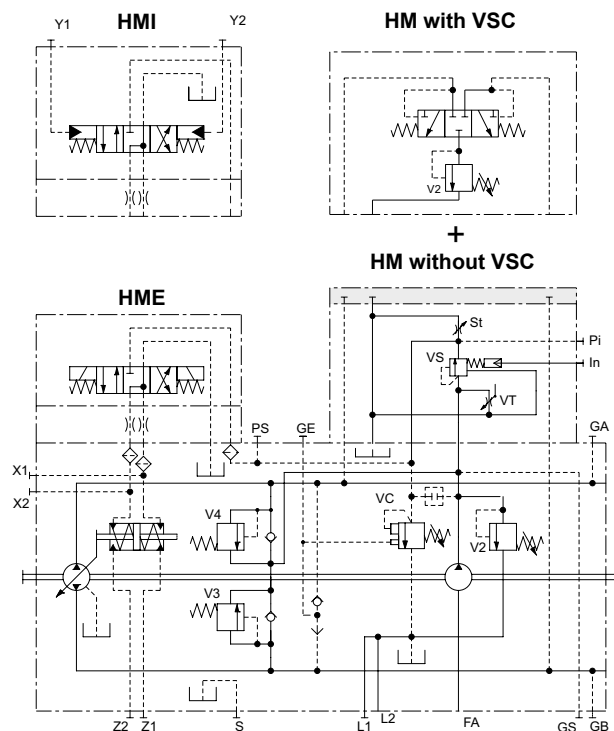 HMI
HM with VSC
Y1
Y2
V2
+
HM without VSC
HME
St
Pi
VS
In
VT
PS
GE
GA
X1
X2
V4
VC
V2
V3
Z2
Z1
S
L1
L2
FA
GS
GB